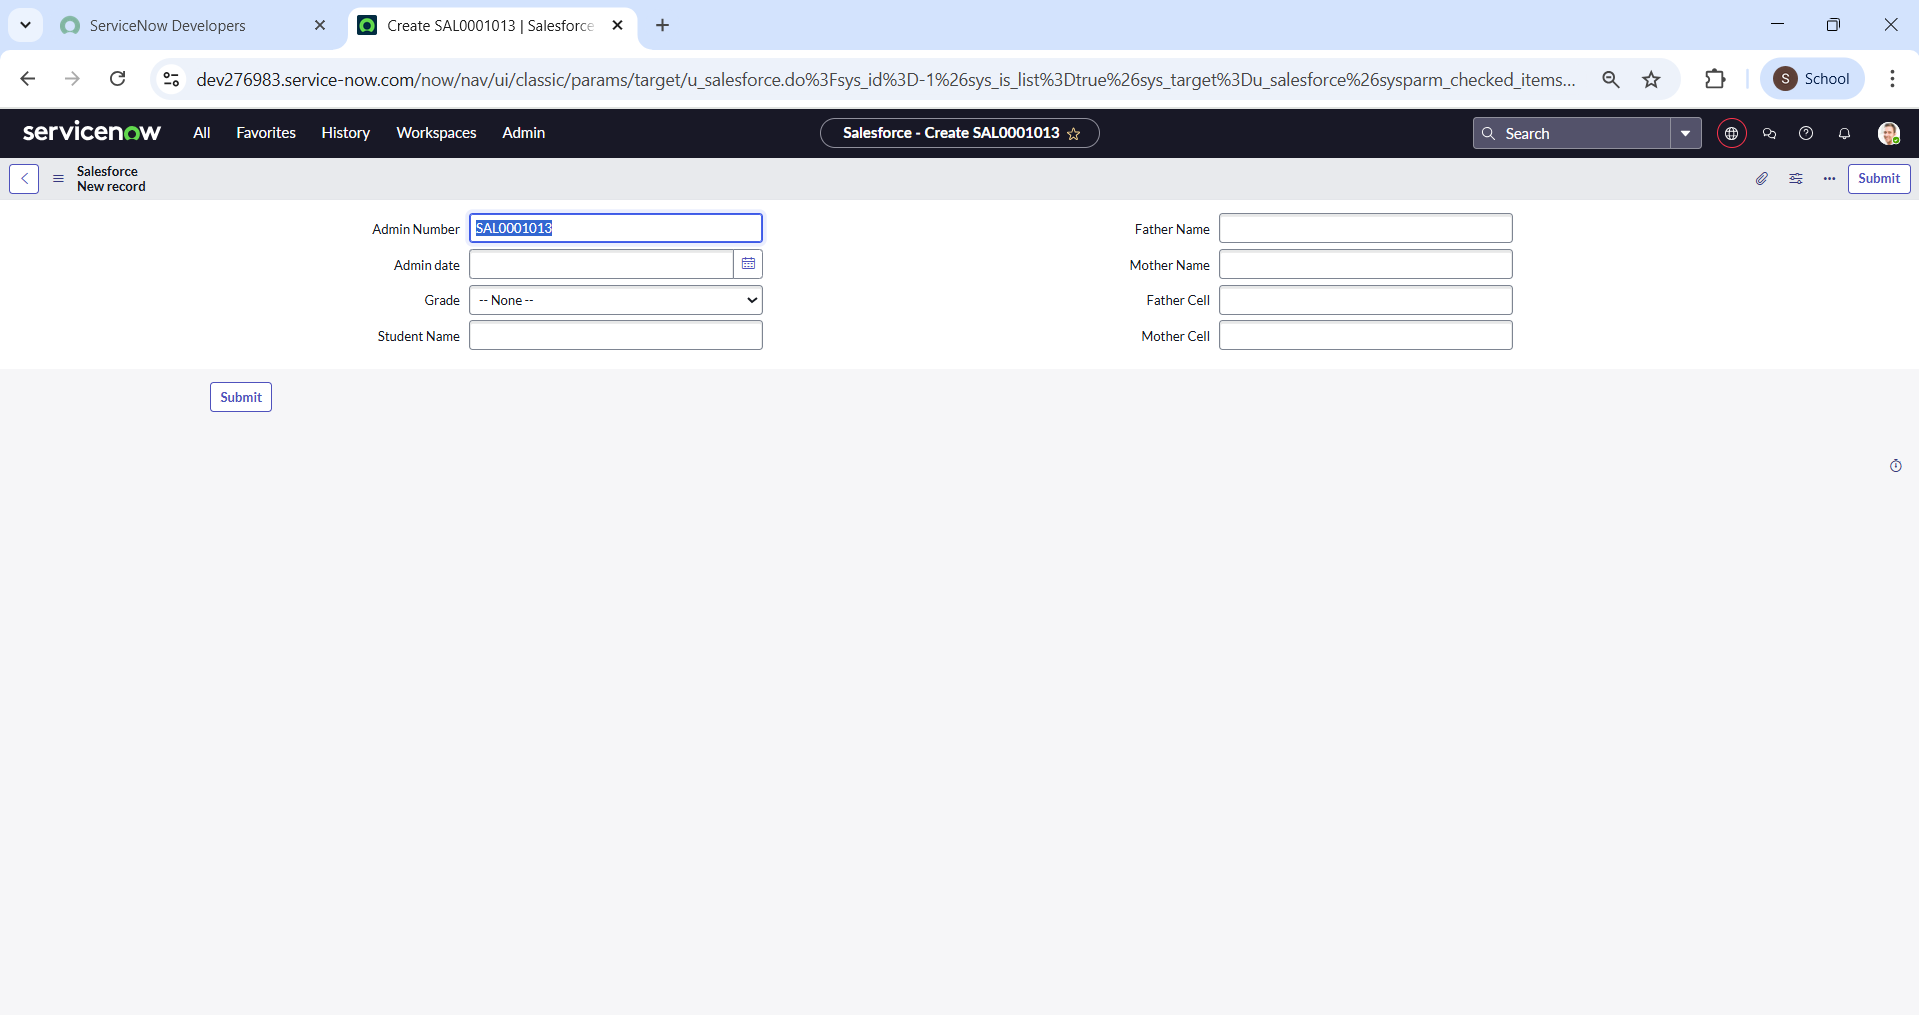 ServiceNow Developers
Create SAL0001013 | Salesforce
dev276983.service-now.com/now/nav/ui/classic/params/target/u_salesforce.do%3Fsys_id%3D-1%26sys_is_list%3Dtrue%26sys_target%3Du_salesforce%26sysparm_checked_items...
S School
servicenow All Favorites History Workspaces Admin Salesforce - Create SAL0001013 Search
Salesforce
New record
Submit
Admin Number SAL0001013 Father Name
Admin date Mother Name
Grade -- None -- Father Cell
Student Name Mother Cell
Submit